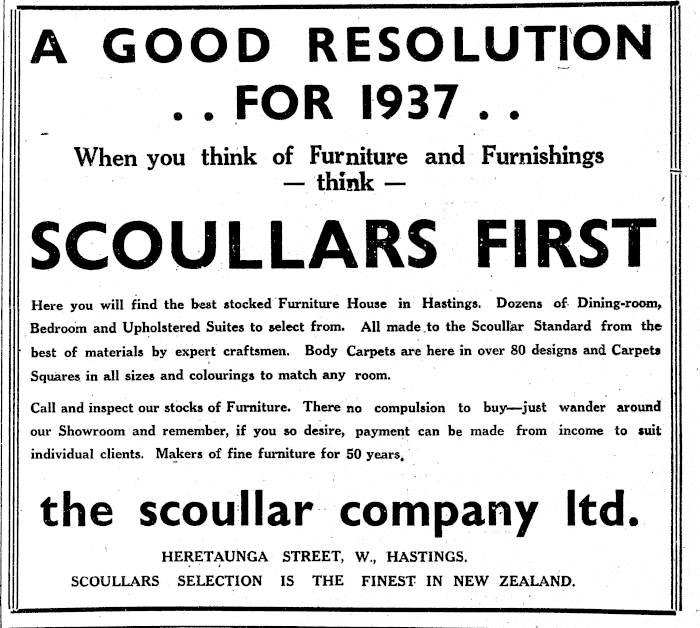 A GOOD RESOLUTION
. . FOR 1937 . .
When you think of Furniture and Furnishings
— think —
SCOULLARS FIRST
Here you will find the best stocked Furniture House in Hastings. Dozens of Dining-room,
Bedroom and Upholstered Suites to select from. All made to the Scoullar Standard from the
best of materials by expert craftsmen. Body Carpets are here in over 80 designs and Carpets
Squares in all sizes and colourings to match any room.
Call and inspect our stocks of Furniture. There no compulsion to buy—just wander around
our Showroom and remember, if you so desire, payment can be made from income to suit
individual clients. Makers of fine furniture for 50 years.
the scoullar company ltd.
HERETAUNGA STREET, W., HASTINGS.
SCOULLARS SELECTION IS THE FINEST IN NEW ZEALAND.